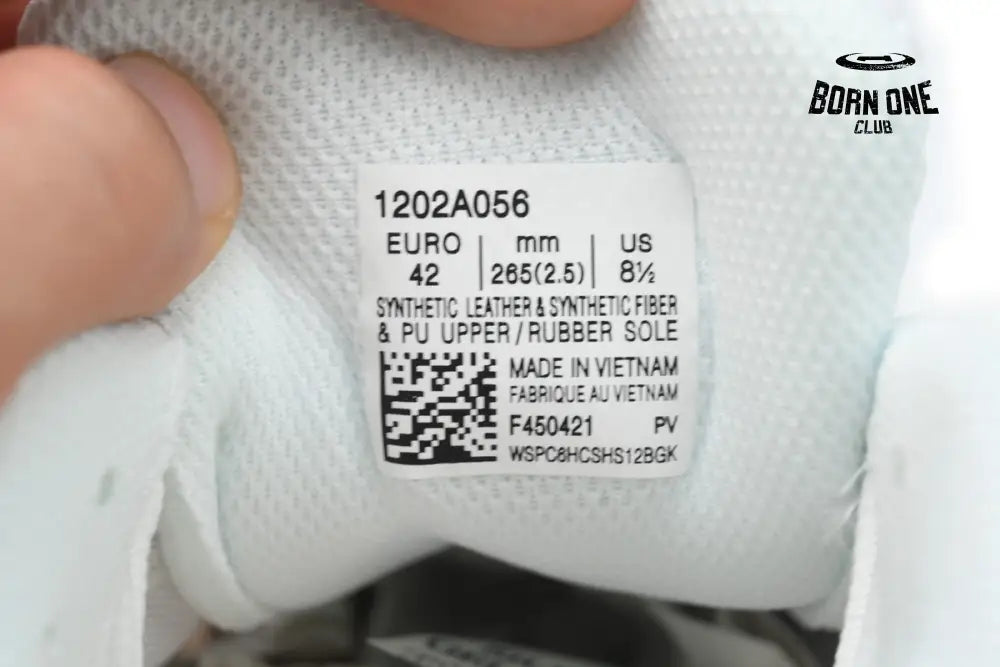 BORN ONE
CLUB
1202A056
EURO | mm | US
42 | 265(2.5) | 8½
SYNTHETIC LEATHER & SYNTHETIC FIBER
& PU UPPER/RUBBER SOLE
MADE IN VIETNAM
FABRIQUE AU VIETNAM
F450421 PV
WSPC8HCSHS12BGK